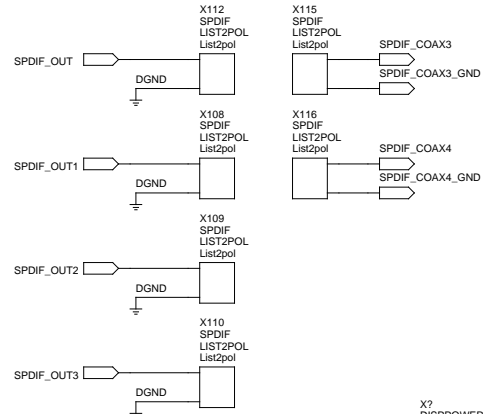 X112
SPDIF
LIST2POL
List2pol
SPDIF_OUT
DGND
X115
SPDIF
LIST2POL
List2pol
SPDIF_COAX3
SPDIF_COAX3_GND
X108
SPDIF
LIST2POL
List2pol
SPDIF_OUT1
DGND
X116
SPDIF
LIST2POL
List2pol
SPDIF_COAX4
SPDIF_COAX4_GND
X109
SPDIF
LIST2POL
List2pol
SPDIF_OUT2
DGND
X110
SPDIF
LIST2POL
List2pol
SPDIF_OUT3
DGND
X?
DISPPOWER